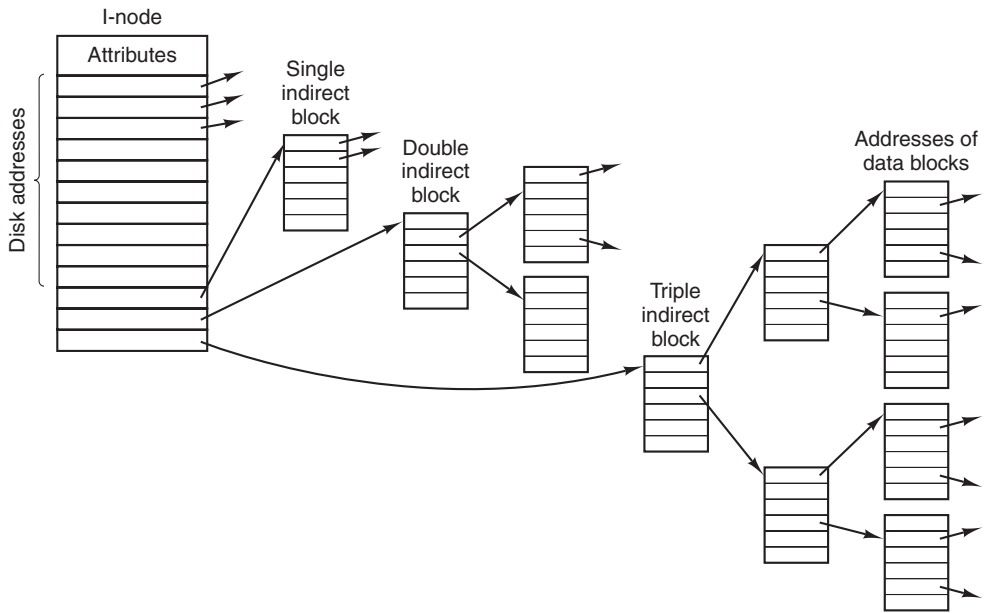 I-node
Attributes
Disk addresses
Single
indirect
block
Double
indirect
block
Triple
indirect
block
Addresses of
data blocks